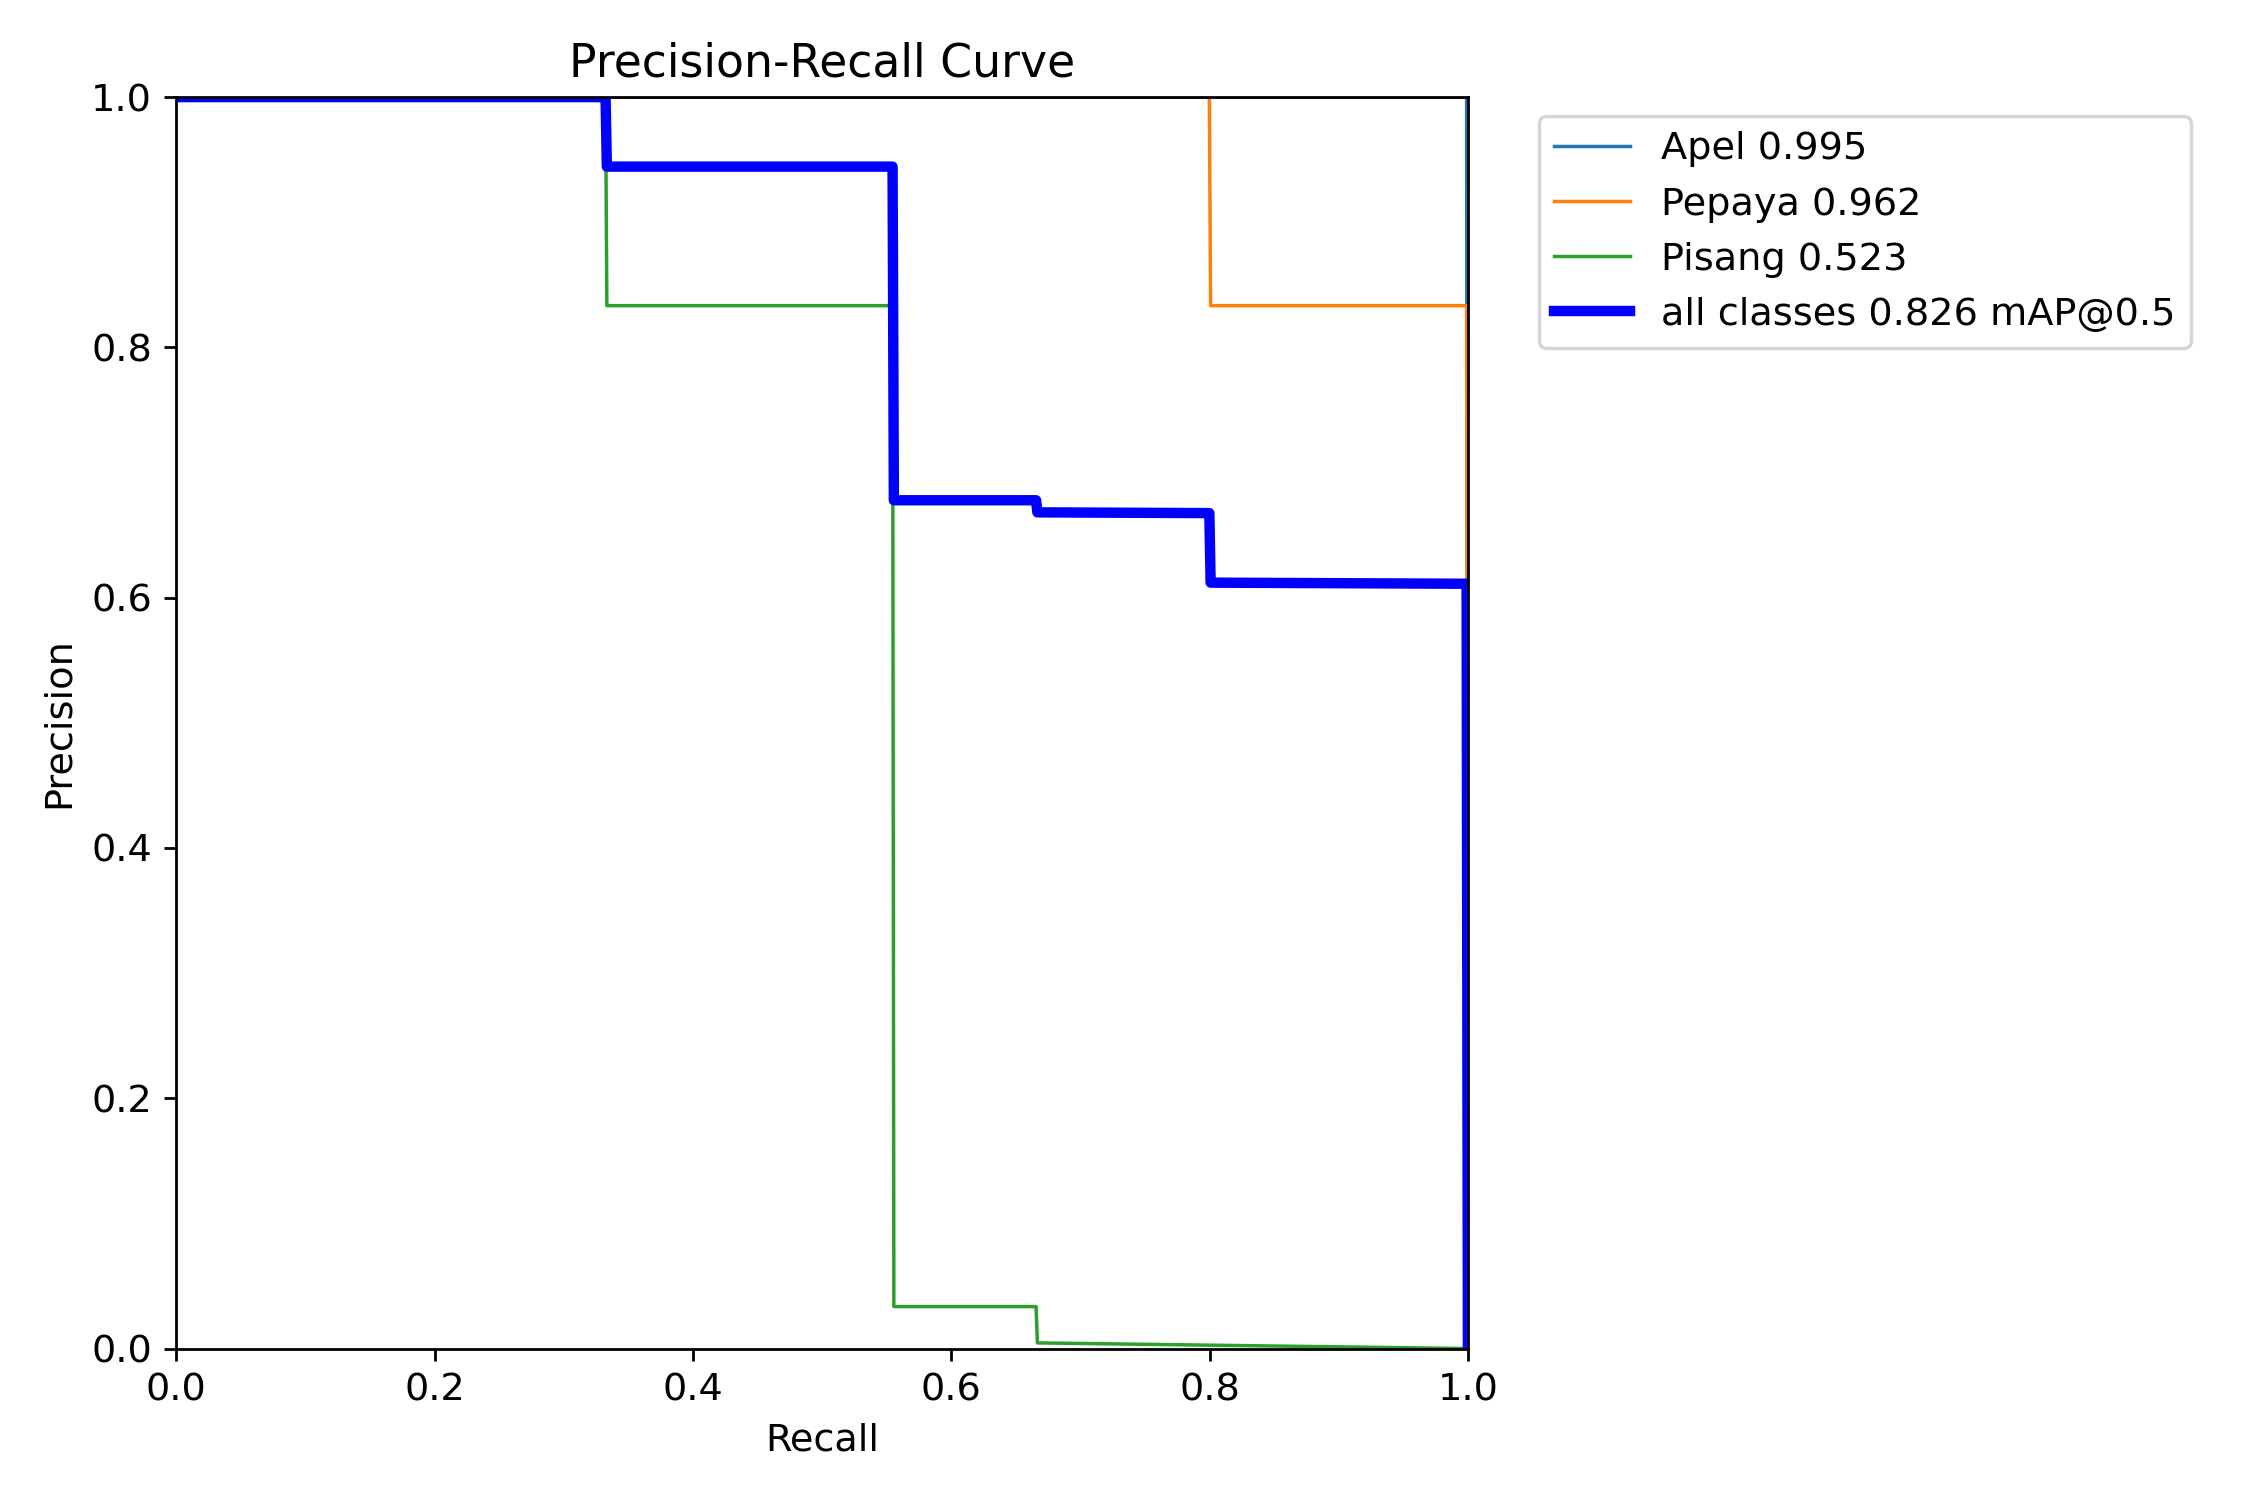 Precision-Recall Curve
1.0
0.8
0.6
0.4
0.2
0.0
Precision
0.0 0.2 0.4 0.6 0.8 1.0
Recall
Apel 0.995
Pepaya 0.962
Pisang 0.523
all classes 0.826 mAP@0.5